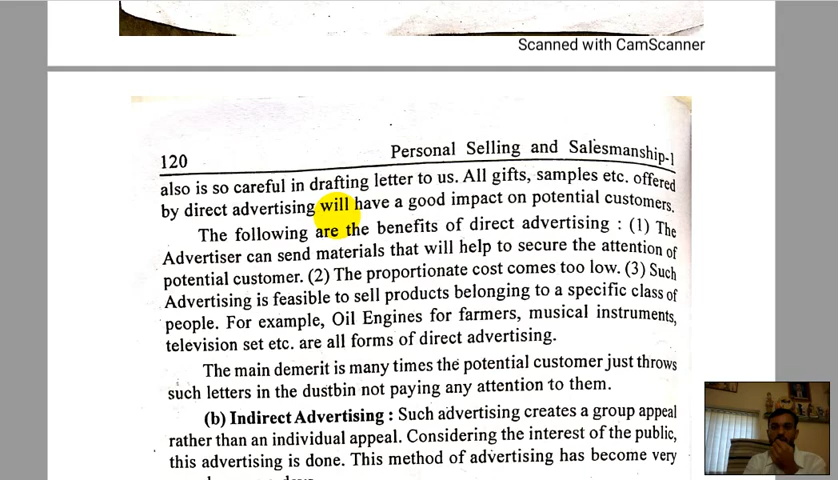 Scanned with CamScanner
120 Personal Selling and Salesmanship-1
also is so careful in drafting letter to us. All gifts, samples etc. offered
by direct advertising will have a good impact on potential customers.
The following are the benefits of direct advertising : (1) The
Advertiser can send materials that will help to secure the attention of
potential customer. (2) The proportionate cost comes too low. (3) Such
Advertising is feasible to sell products belonging to a specific class of
people. For example, Oil Engines for farmers, musical instruments,
television set etc. are all forms of direct advertising.
The main demerit is many times the potential customer just throws
such letters in the dustbin not paying any attention to them.
(b) Indirect Advertising : Such advertising creates a group appeal
rather than an individual appeal. Considering the interest of the public,
this advertising is done. This method of advertising has become very